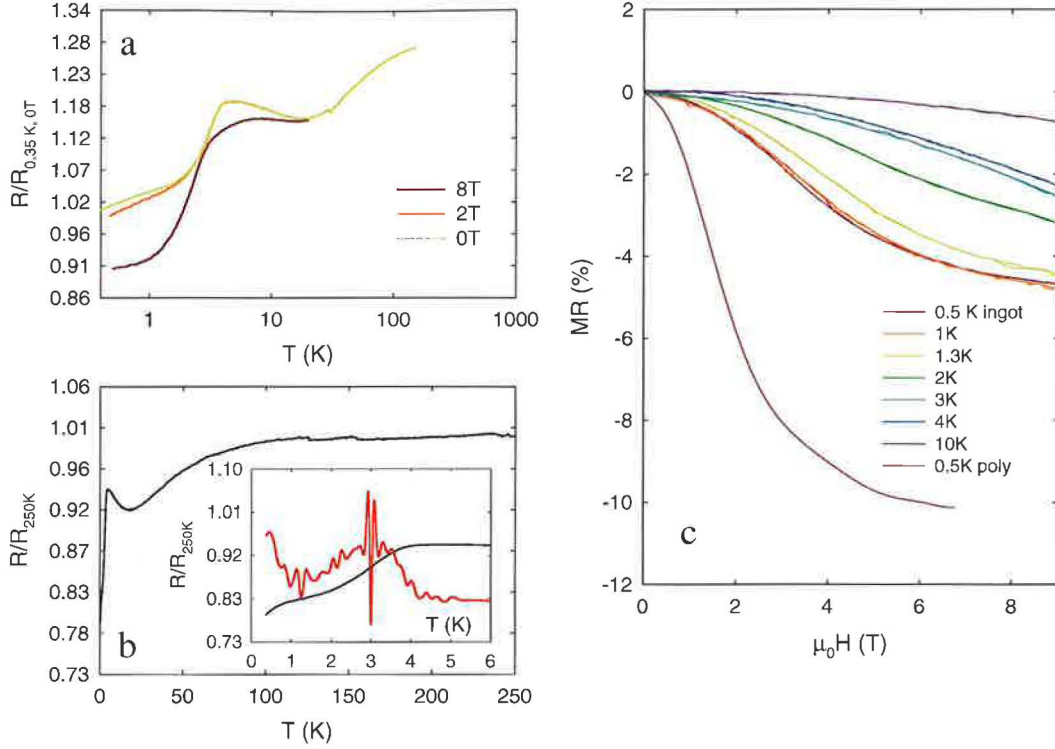 a
1.34
1.28
1.23
1.18
1.12
1.07
1.02
0.96
0.91
0.86
R/R0.35 K, 0T
8T
2T
0T
1
10
100
1000
T (K)
b
1.06
1.01
0.96
0.92
0.87
0.83
0.78
0.73
R/R250K
0
50
100
150
200
250
T (K)
1.10
1.01
0.92
0.83
0.73
R/R250K
T (K)
0
1
2
3
4
5
6
c
2
0
-2
-4
-6
-8
-10
-12
MR (%)
0.5 K ingot
1K
1.3K
2K
3K
4K
10K
0.5K poly
0
2
4
6
8
μ0H (T)